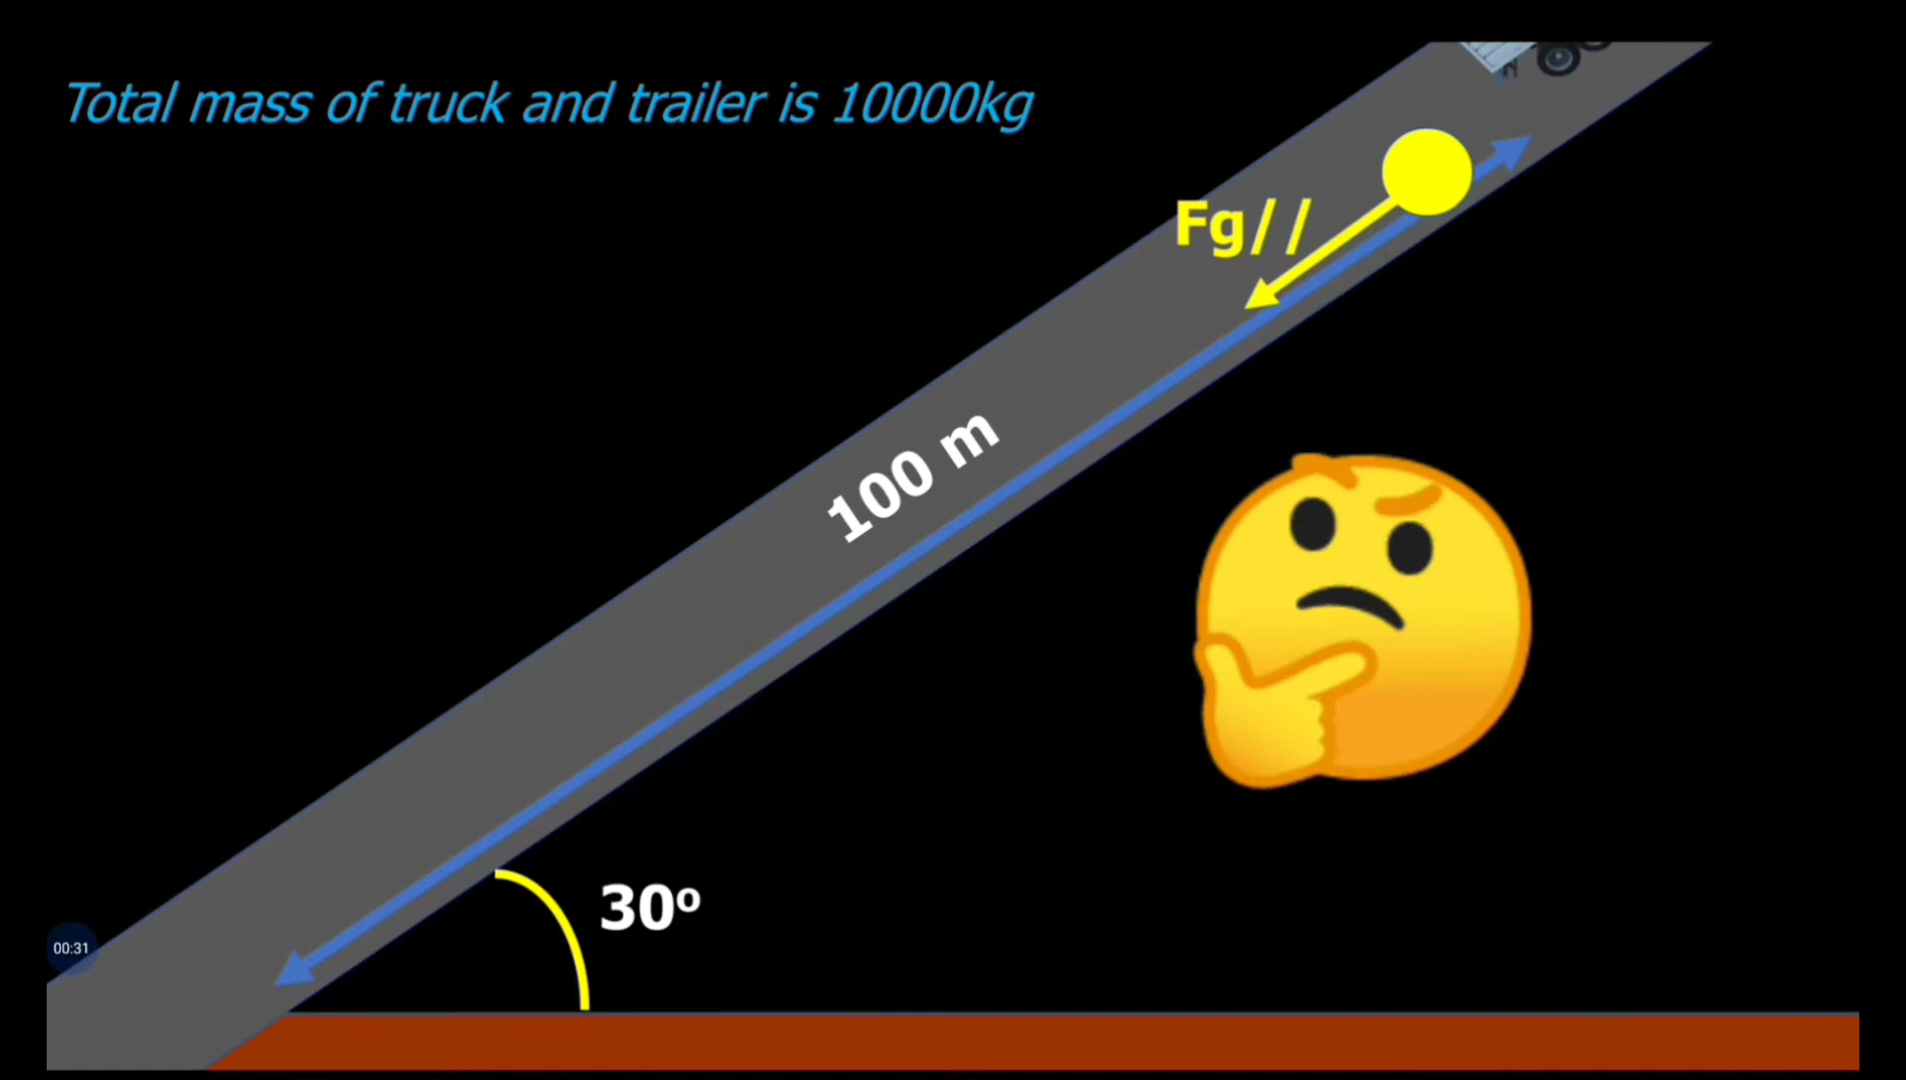 Total mass of truck and trailer is 10000kg
Fg//
100 m
30º
00:31